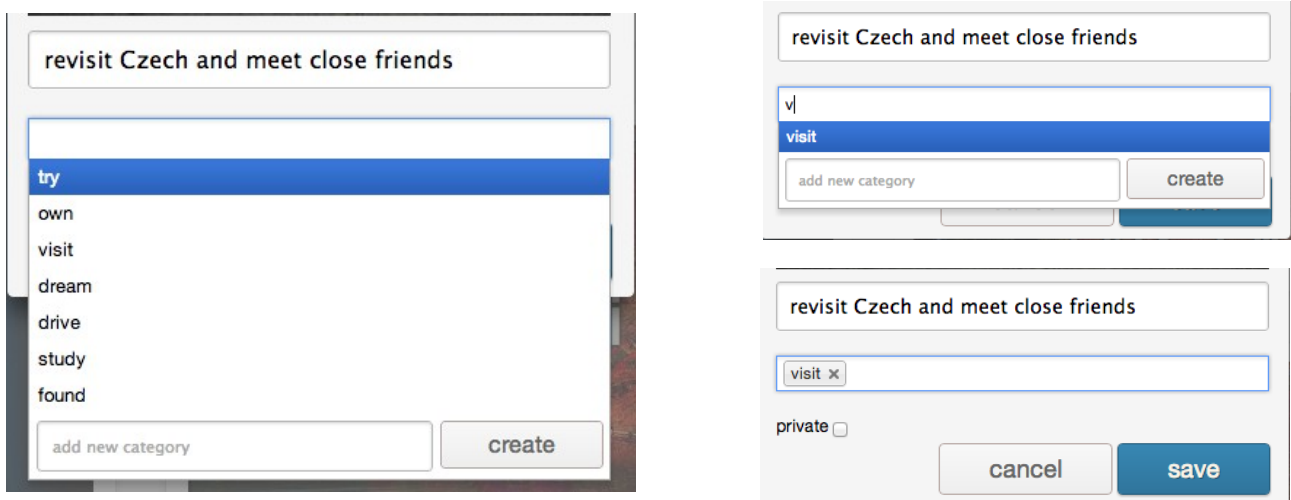 revisit Czech and meet close friends
try
own
visit
dream
drive
study
found
add new category
create
revisit Czech and meet close friends
v
visit
add new category
create
revisit Czech and meet close friends
visit ×
private
cancel
save